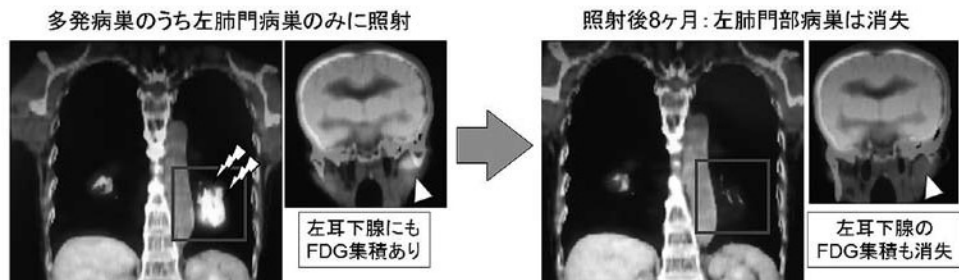 多発病巣のうち左肺門病巣のみに照射
照射後8ヶ月:左肺門部病巣は消失
左耳下腺にも
FDG集積あり
左耳下腺の
FDG集積も消失